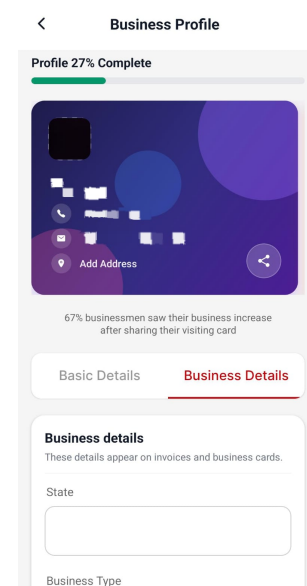 Business Profile
Profile 27% Complete
Add Address
67% businessmen saw their business increase
after sharing their visiting card
Basic Details
Business Details
Business details
These details appear on invoices and business cards.
State
Business Type